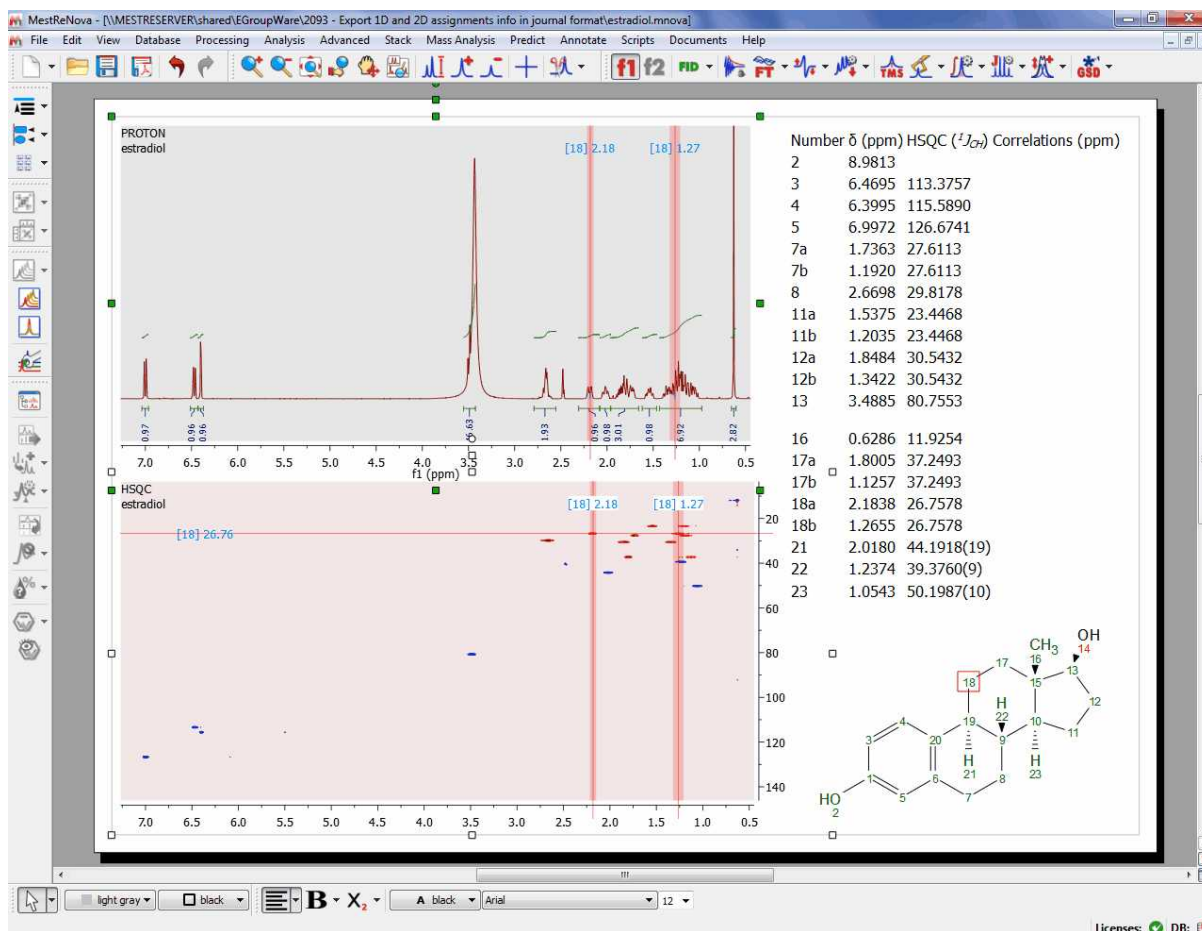 MestReNova - [\\MESTRESERVER\shared\EGroupWare\2093 - Export 1D and 2D assignments info in journal format\estradiol.mnova]
File Edit View Database Processing Analysis Advanced Stack Mass Analysis Predict Annotate Scripts Documents Help
f1 f2 FID FT TMS GSD
PROTON
estradiol
[18] 2.18 [18] 1.27
0.97 0.96 0.96 1.93 0.96 0.98 3.01 0.98 6.92 2.82
7.0 6.5 6.0 5.5 5.0 4.5 4.0 3.5 3.0 2.5 2.0 1.5 1.0 0.5
f1 (ppm)
HSQC
estradiol
[18] 2.18 [18] 1.27
[18] 26.76
20
40
60
80
100
120
140
7.0 6.5 6.0 5.5 5.0 4.5 4.0 3.5 3.0 2.5 2.0 1.5 1.0 0.5
Number δ (ppm) HSQC (¹J_CH) Correlations (ppm)
2 8.9813
3 6.4695 113.3757
4 6.3995 115.5890
5 6.9972 126.6741
7a 1.7363 27.6113
7b 1.1920 27.6113
8 2.6698 29.8178
11a 1.5375 23.4468
11b 1.2035 23.4468
12a 1.8484 30.5432
12b 1.3422 30.5432
13 3.4885 80.7553
16 0.6286 11.9254
17a 1.8005 37.2493
17b 1.1257 37.2493
18a 2.1838 26.7578
18b 1.2655 26.7578
21 2.0180 44.1918(19)
22 1.2374 39.3760(9)
23 1.0543 50.1987(10)
OH
14
CH3
16
17 13
18 15 12
H
22
4 19 10 11
3 20 9
H H
21 23
1 6 8
5 7
HO
2
light gray black B X2 A black Arial 12
Licenses: DB: